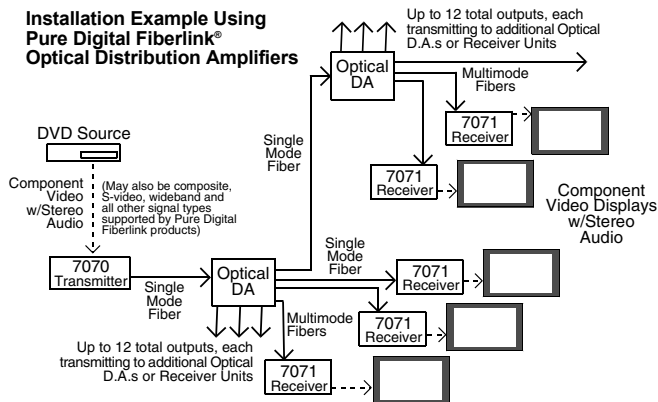 Installation Example Using
Pure Digital Fiberlink®
Optical Distribution Amplifiers
Up to 12 total outputs, each
transmitting to additional Optical
D.A.s or Receiver Units
Optical
DA
Multimode
Fibers
DVD Source
Single
Mode
Fiber
7071
Receiver
7071
Receiver
Component
Video
w/Stereo
Audio
(May also be composite,
S-video, wideband and
all other signal types
supported by Pure Digital
Fiberlink products)
Component
Video Displays
w/Stereo
Audio
7070
Transmitter
Single
Mode
Fiber
Optical
DA
Single
Mode
Fiber
7071
Receiver
Multimode
Fibers
7071
Receiver
Up to 12 total outputs, each
transmitting to additional Optical
D.A.s or Receiver Units
7071
Receiver